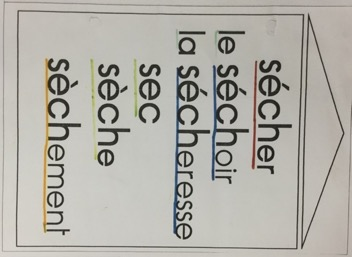 sécher
le séchoir
la sécheresse
sec
sèche
sèchement